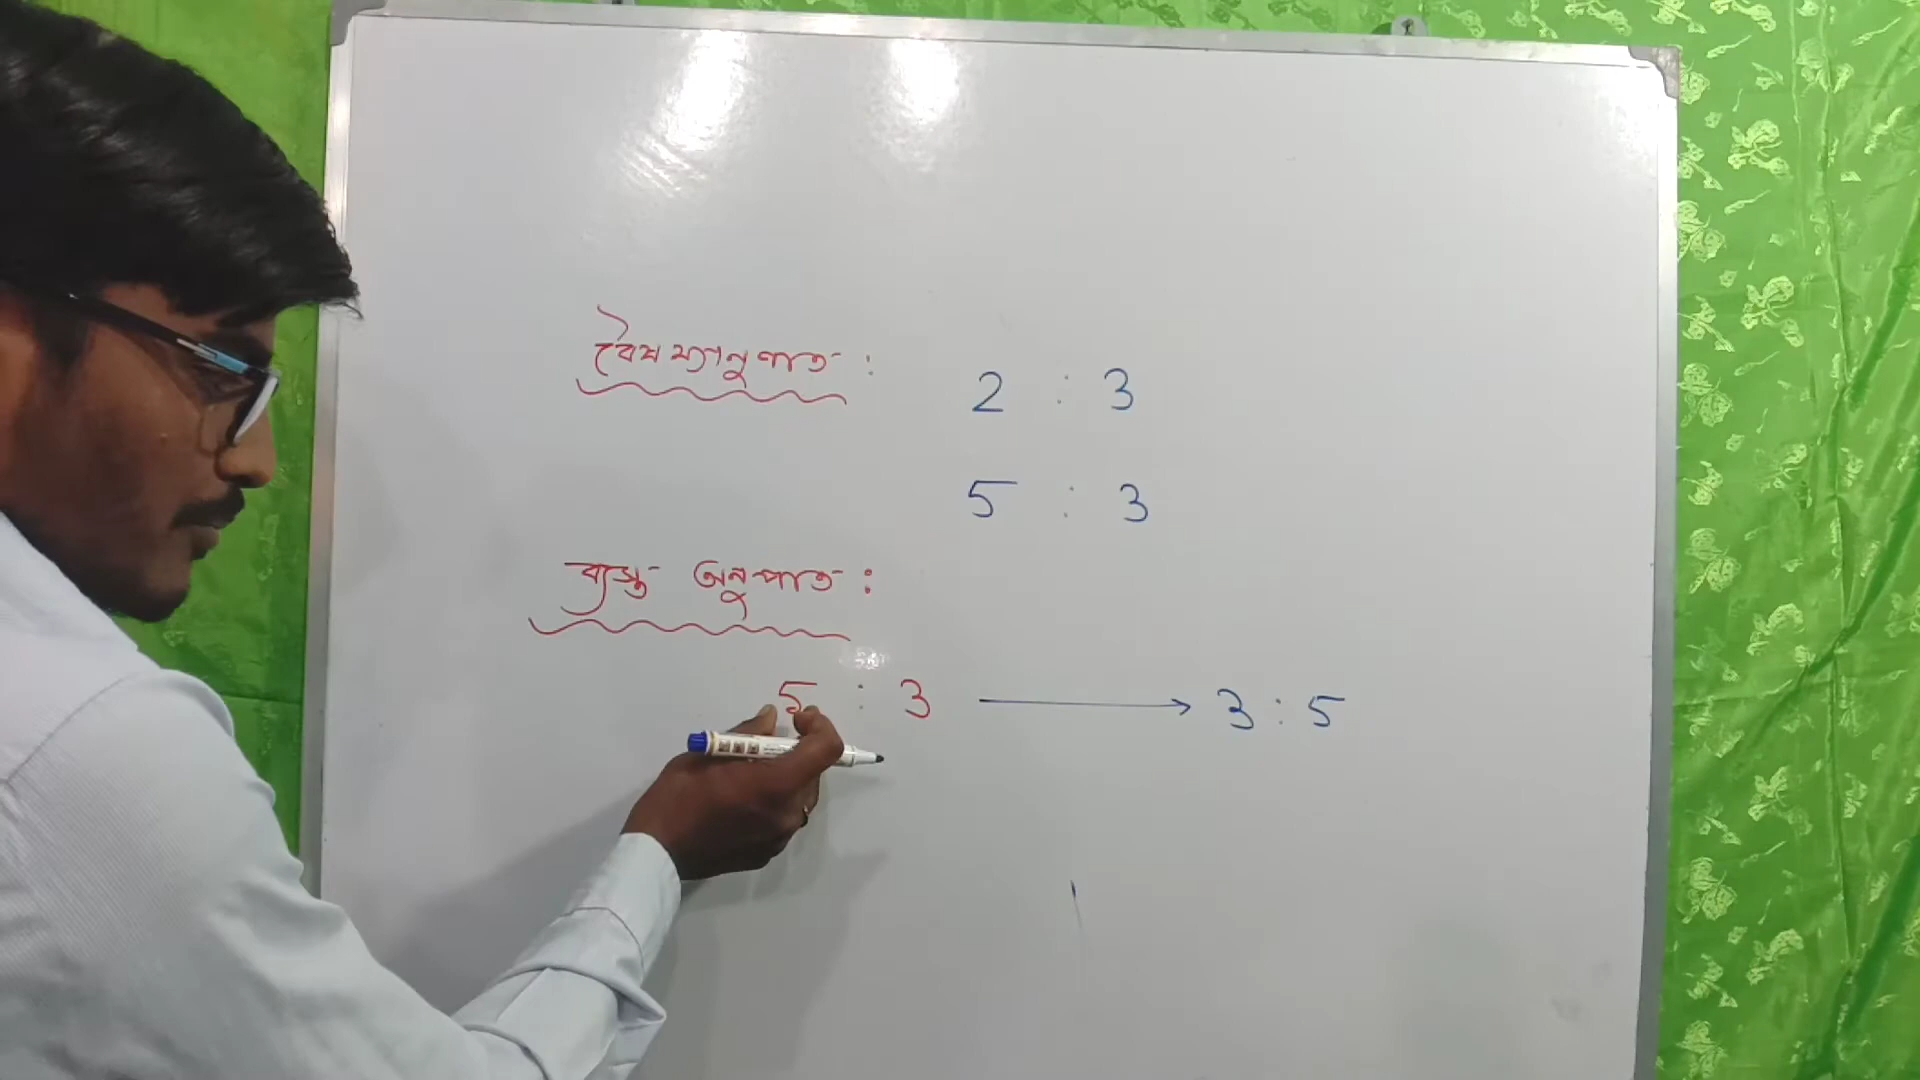 বৈষম্যানুপাত :
2 : 3
5 : 3
ব্যস্ত অনুপাত :
5 : 3 → 3 : 5